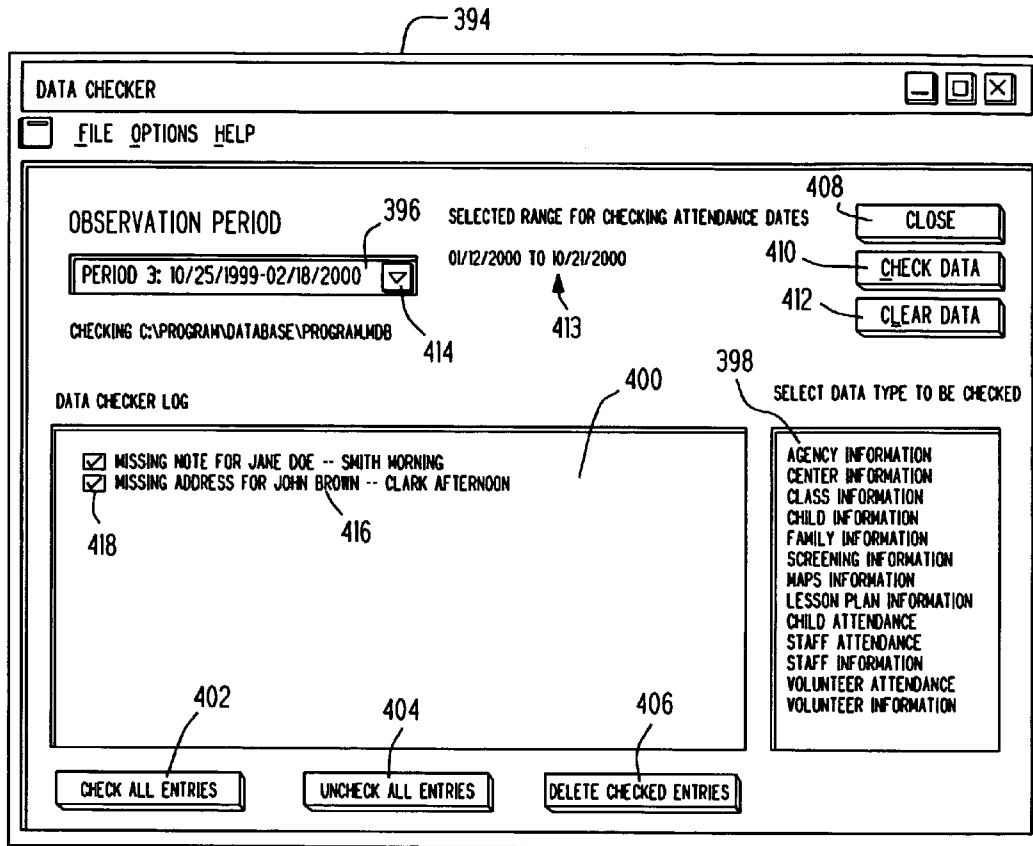 394
DATA CHECKER
FILE OPTIONS HELP
OBSERVATION PERIOD
396
SELECTED RANGE FOR CHECKING ATTENDANCE DATES
408
CLOSE
PERIOD 3: 10/25/1999-02/18/2000
01/12/2000 TO 10/21/2000
410
CHECK DATA
CHECKING C:\PROGRAM\DATABASE\PROGRAM.MDB
414
413
412
CLEAR DATA
398
DATA CHECKER LOG
400
SELECT DATA TYPE TO BE CHECKED
MISSING NOTE FOR JANE DOE -- SMITH MORNING
MISSING ADDRESS FOR JOHN BROWN -- CLARK AFTERNOON
418
416
AGENCY INFORMATION
CENTER INFORMATION
CLASS INFORMATION
CHILD INFORMATION
FAMILY INFORMATION
SCREENING INFORMATION
MAPS INFORMATION
LESSON PLAN INFORMATION
CHILD ATTENDANCE
STAFF ATTENDANCE
STAFF INFORMATION
VOLUNTEER ATTENDANCE
VOLUNTEER INFORMATION
402
404
406
CHECK ALL ENTRIES
UNCHECK ALL ENTRIES
DELETE CHECKED ENTRIES